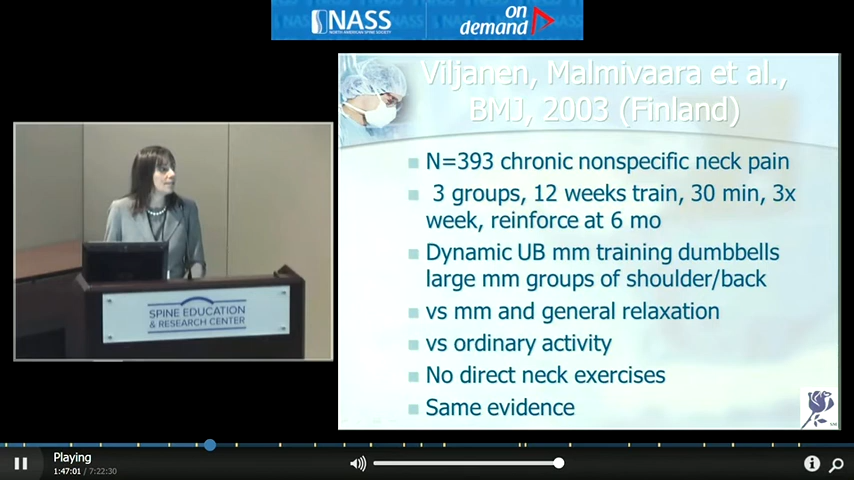 NASS
NORTH AMERICAN SPINE SOCIETY
on
demand
Viljanen, Malmivaara et al.,
BMJ, 2003 (Finland)
N=393 chronic nonspecific neck pain
3 groups, 12 weeks train, 30 min, 3x
week, reinforce at 6 mo
Dynamic UB mm training dumbbells
large mm groups of shoulder/back
vs mm and general relaxation
vs ordinary activity
No direct neck exercises
Same evidence
SPINE EDUCATION
& RESEARCH CENTER
Playing
1:47:01 / 7:22:30